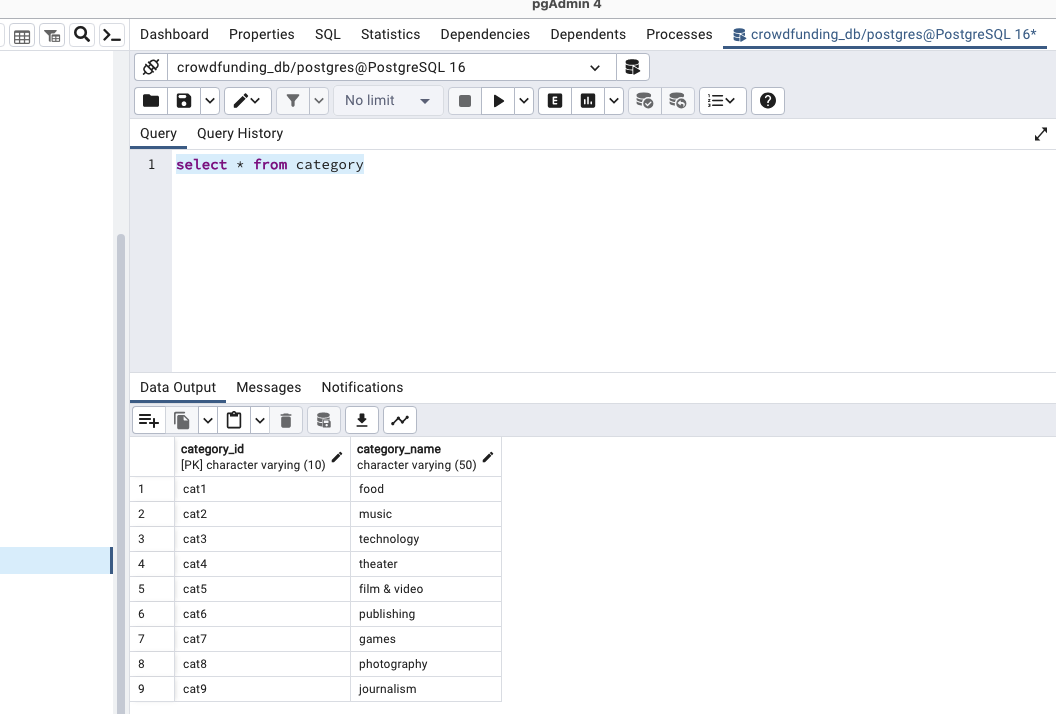 pgAdmin 4
Dashboard Properties SQL Statistics Dependencies Dependents Processes crowdfunding_db/postgres@PostgreSQL 16*
crowdfunding_db/postgres@PostgreSQL 16
No limit E
Query Query History
1 select * from category
Data Output Messages Notifications
category_id category_name
[PK] character varying (10) character varying (50)
1 cat1 food
2 cat2 music
3 cat3 technology
4 cat4 theater
5 cat5 film & video
6 cat6 publishing
7 cat7 games
8 cat8 photography
9 cat9 journalism